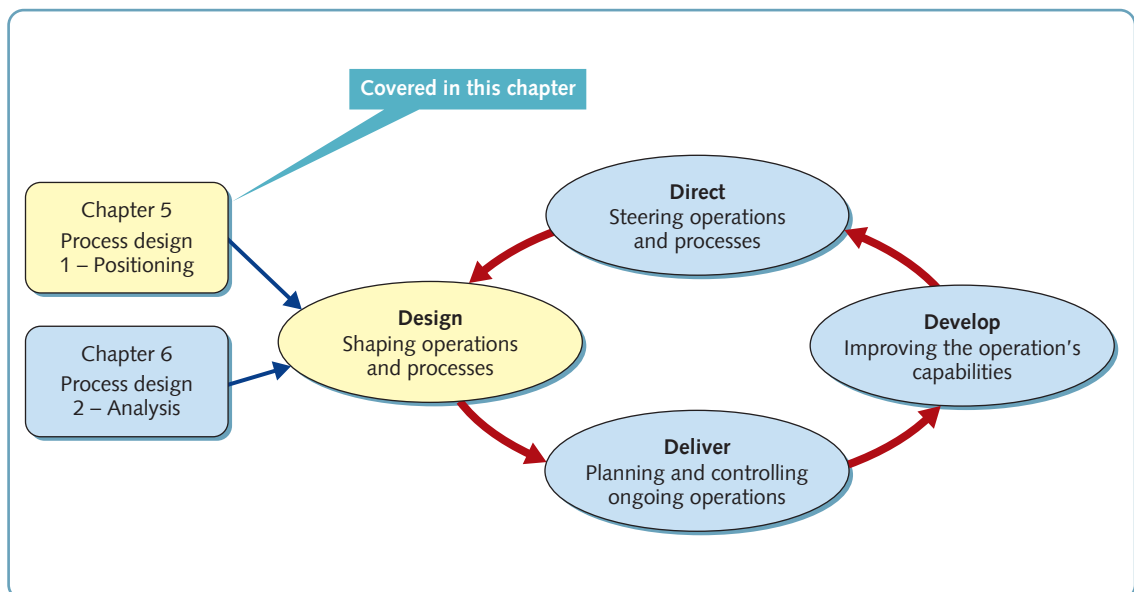 Covered in this chapter
Chapter 5
Process design
1 – Positioning
Chapter 6
Process design
2 – Analysis
Design
Shaping operations
and processes
Direct
Steering operations
and processes
Develop
Improving the operation's
capabilities
Deliver
Planning and controlling
ongoing operations